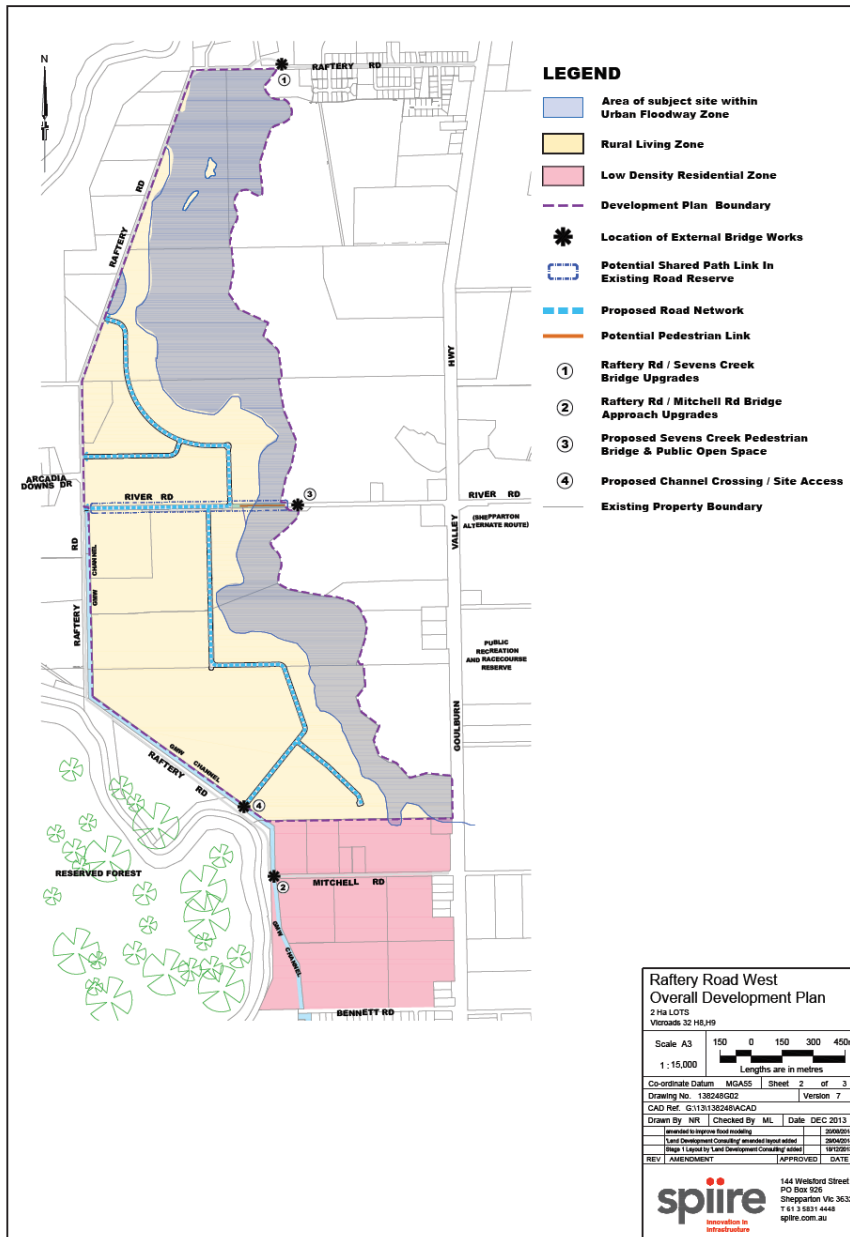 N
RAFTERY RD
1
RD
RAFTERY
HWY
ARCADIA
DOWNS DR
RIVER RD
3
RIVER RD
(SHEPPARTON
ALTERNATE ROUTE)
VALLEY
RD
GMW CHANNEL
RAFTERY
PUBLIC
RECREATION
AND RACECOURSE
RESERVE
GOULBURN
GMW CHANNEL
RAFTERY RD
4
RESERVED FOREST
2
MITCHELL RD
GMW CHANNEL
BENNETT RD
LEGEND
Area of subject site within
Urban Floodway Zone
Rural Living Zone
Low Density Residential Zone
Development Plan Boundary
Location of External Bridge Works
Potential Shared Path Link In
Existing Road Reserve
Proposed Road Network
Potential Pedestrian Link
1 Raftery Rd / Sevens Creek
Bridge Upgrades
2 Raftery Rd / Mitchell Rd Bridge
Approach Upgrades
3 Proposed Sevens Creek Pedestrian
Bridge & Public Open Space
4 Proposed Channel Crossing / Site Access
Existing Property Boundary
Raftery Road West
Overall Development Plan
2 Ha LOTS
Vicroads 32 H8,H9
Scale A3
1 : 15,000
150 0 150 300 450m
Lengths are in metres
Co-ordinate Datum MGA55 Sheet 2 of 3
Drawing No. 138248G02 Version 7
CAD Ref. G:\13\138248\ACAD
Drawn By NR Checked By ML Date DEC 2013
amended to improve flood modeling
'Land Development Consulting' amended layout added
Stage 1 Layout by 'Land Development Consulting' added
REV AMENDMENT APPROVED DATE
spiire
Innovation in
Infrastructure
144 Welsford Street
PO Box 926
Shepparton Vic 3632
T 61 3 5831 4448
spiire.com.au